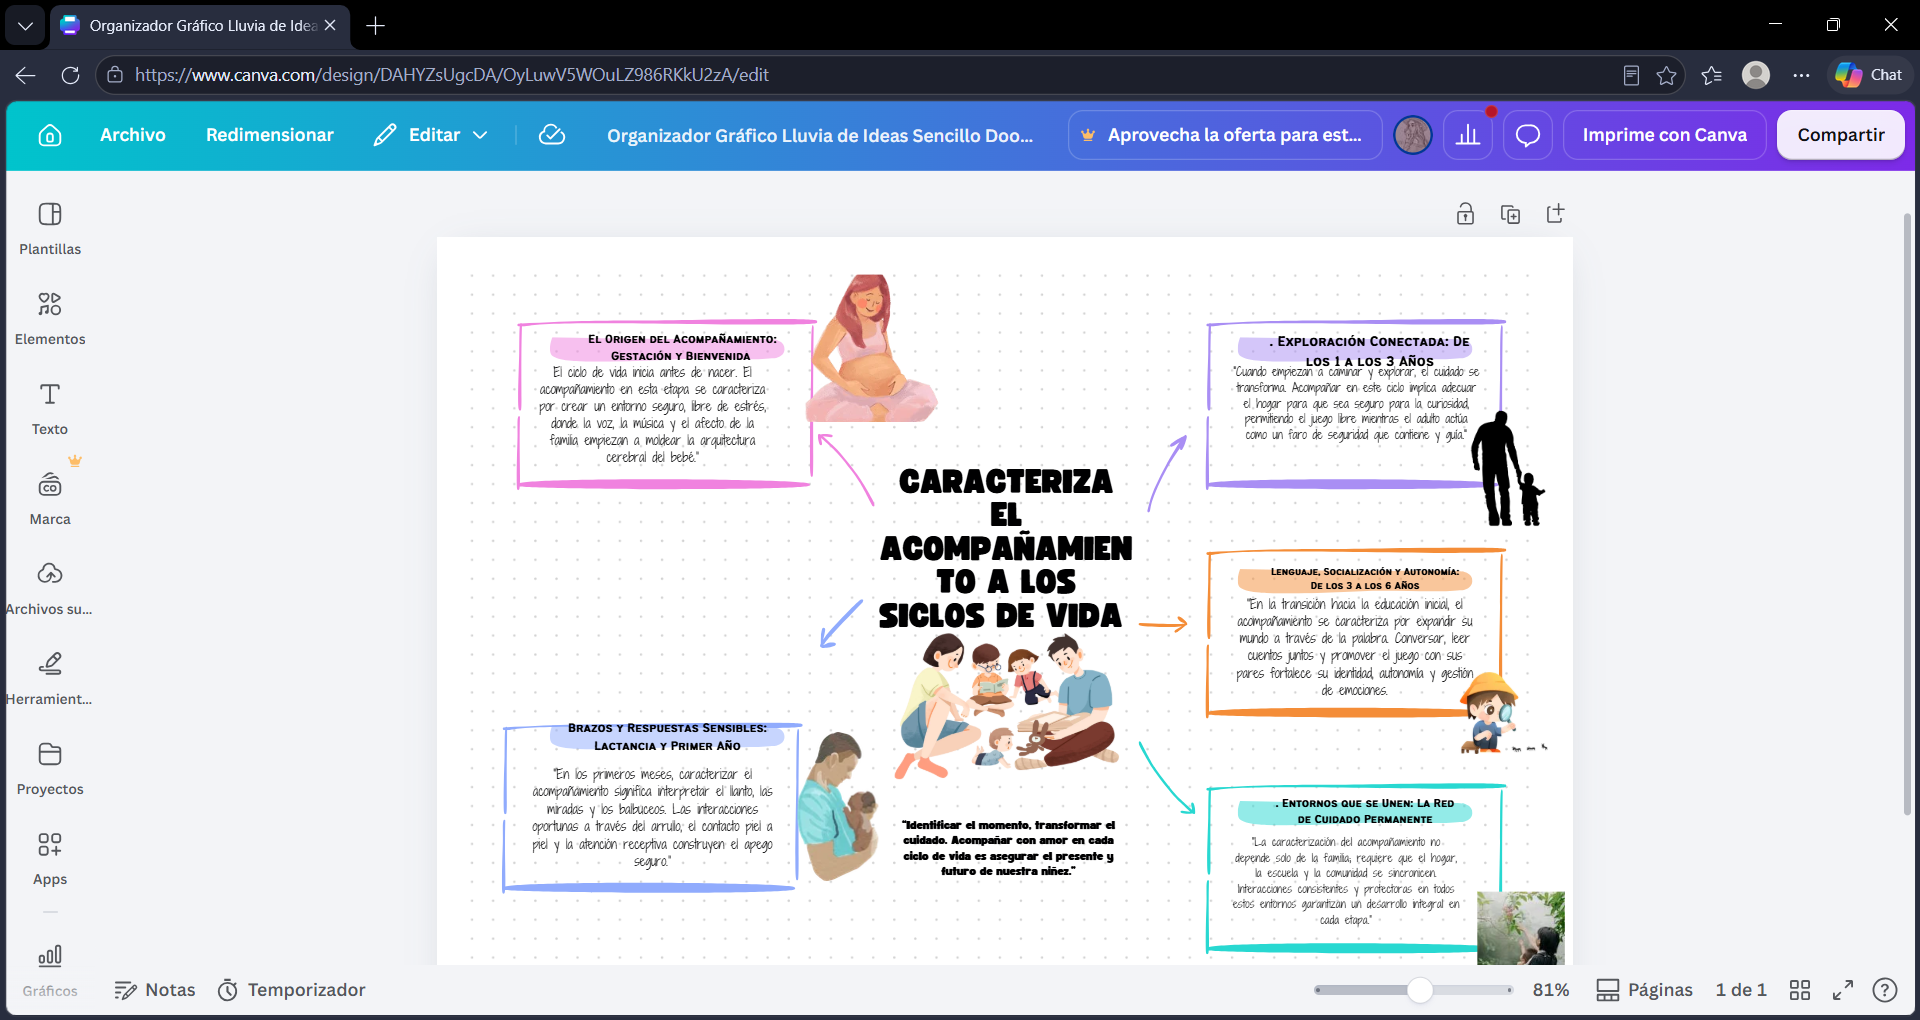 Organizador Gráfico Lluvia de Idea
https://www.canva.com/design/DAHYZsUgcDA/OyLuwV5WOuLZ986RKkU2zA/edit
Chat
Archivo
Redimensionar
Editar
Organizador Gráfico Lluvia de Ideas Sencillo Doo...
Aprovecha la oferta para est...
Imprime con Canva
Compartir
Plantillas
Elementos
Texto
Marca
Archivos su...
Herramient...
Proyectos
Apps
Gráficos
El Origen del Acompañamiento:
Gestación y Bienvenida
El ciclo de vida inicia antes de nacer. El
acompañamiento en esta etapa se caracteriza
por crear un entorno seguro, libre de estrés,
donde la voz, la música y el afecto de la
familia empiezan a moldear la arquitectura
cerebral del bebé."
. Exploración Conectada: De
los 1 a los 3 Años
"Cuando empiezan a caminar y explorar, el cuidado se
transforma. Acompañar en este ciclo implica adecuar
el hogar para que sea seguro para la curiosidad,
permitiendo el juego libre mientras el adulto actúa
como un faro de seguridad que contiene y guía."
CARACTERIZA
EL
ACOMPAÑAMIEN
TO A LOS
SICLOS DE VIDA
Lenguaje, Socialización y Autonomía:
De los 3 a los 6 Años
"En la transición hacia la educación inicial, el
acompañamiento se caracteriza por expandir su
mundo a través de la palabra. Conversar, leer
cuentos juntos y promover el juego con sus
pares fortalece su identidad, autonomía y gestión
de emociones.
Brazos y Respuestas Sensibles:
Lactancia y Primer Año
"En los primeros meses, caracterizar el
acompañamiento significa interpretar el llanto, las
miradas y los balbuceos. Las interacciones
oportunas a través del arrullo, el contacto piel a
piel y la atención receptiva construyen el apego
seguro."
"Identificar el momento, transformar el
cuidado. Acompañar con amor en cada
ciclo de vida es asegurar el presente y
futuro de nuestra niñez."
. Entornos que se Unen: La Red
de Cuidado Permanente
"La caracterización del acompañamiento no
depende solo de la familia; requiere que el hogar,
la escuela y la comunidad se sincronicen.
Interacciones consistentes y protectoras en todos
estos entornos garantizan un desarrollo integral en
cada etapa."
Notas
Temporizador
81%
Páginas
1 de 1